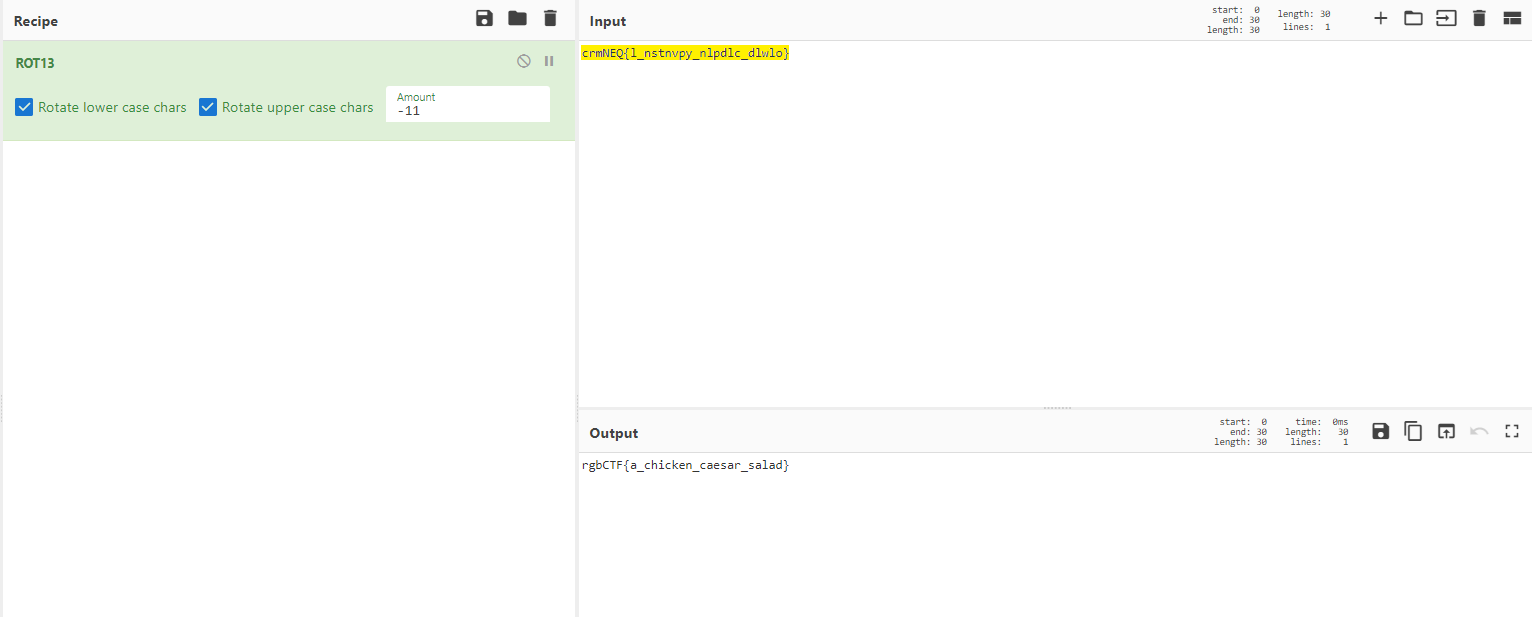 Recipe
ROT13
Rotate lower case chars
Rotate upper case chars
Amount
-11
Input
start: 0
end: 30
length: 30
length: 30
lines: 1
crmNEQ{l_nstnvpy_nlpdlc_dlwlo}
Output
start: 0
end: 30
length: 30
time: 0ms
length: 30
lines: 1
rgbCTF{a_chicken_caesar_salad}